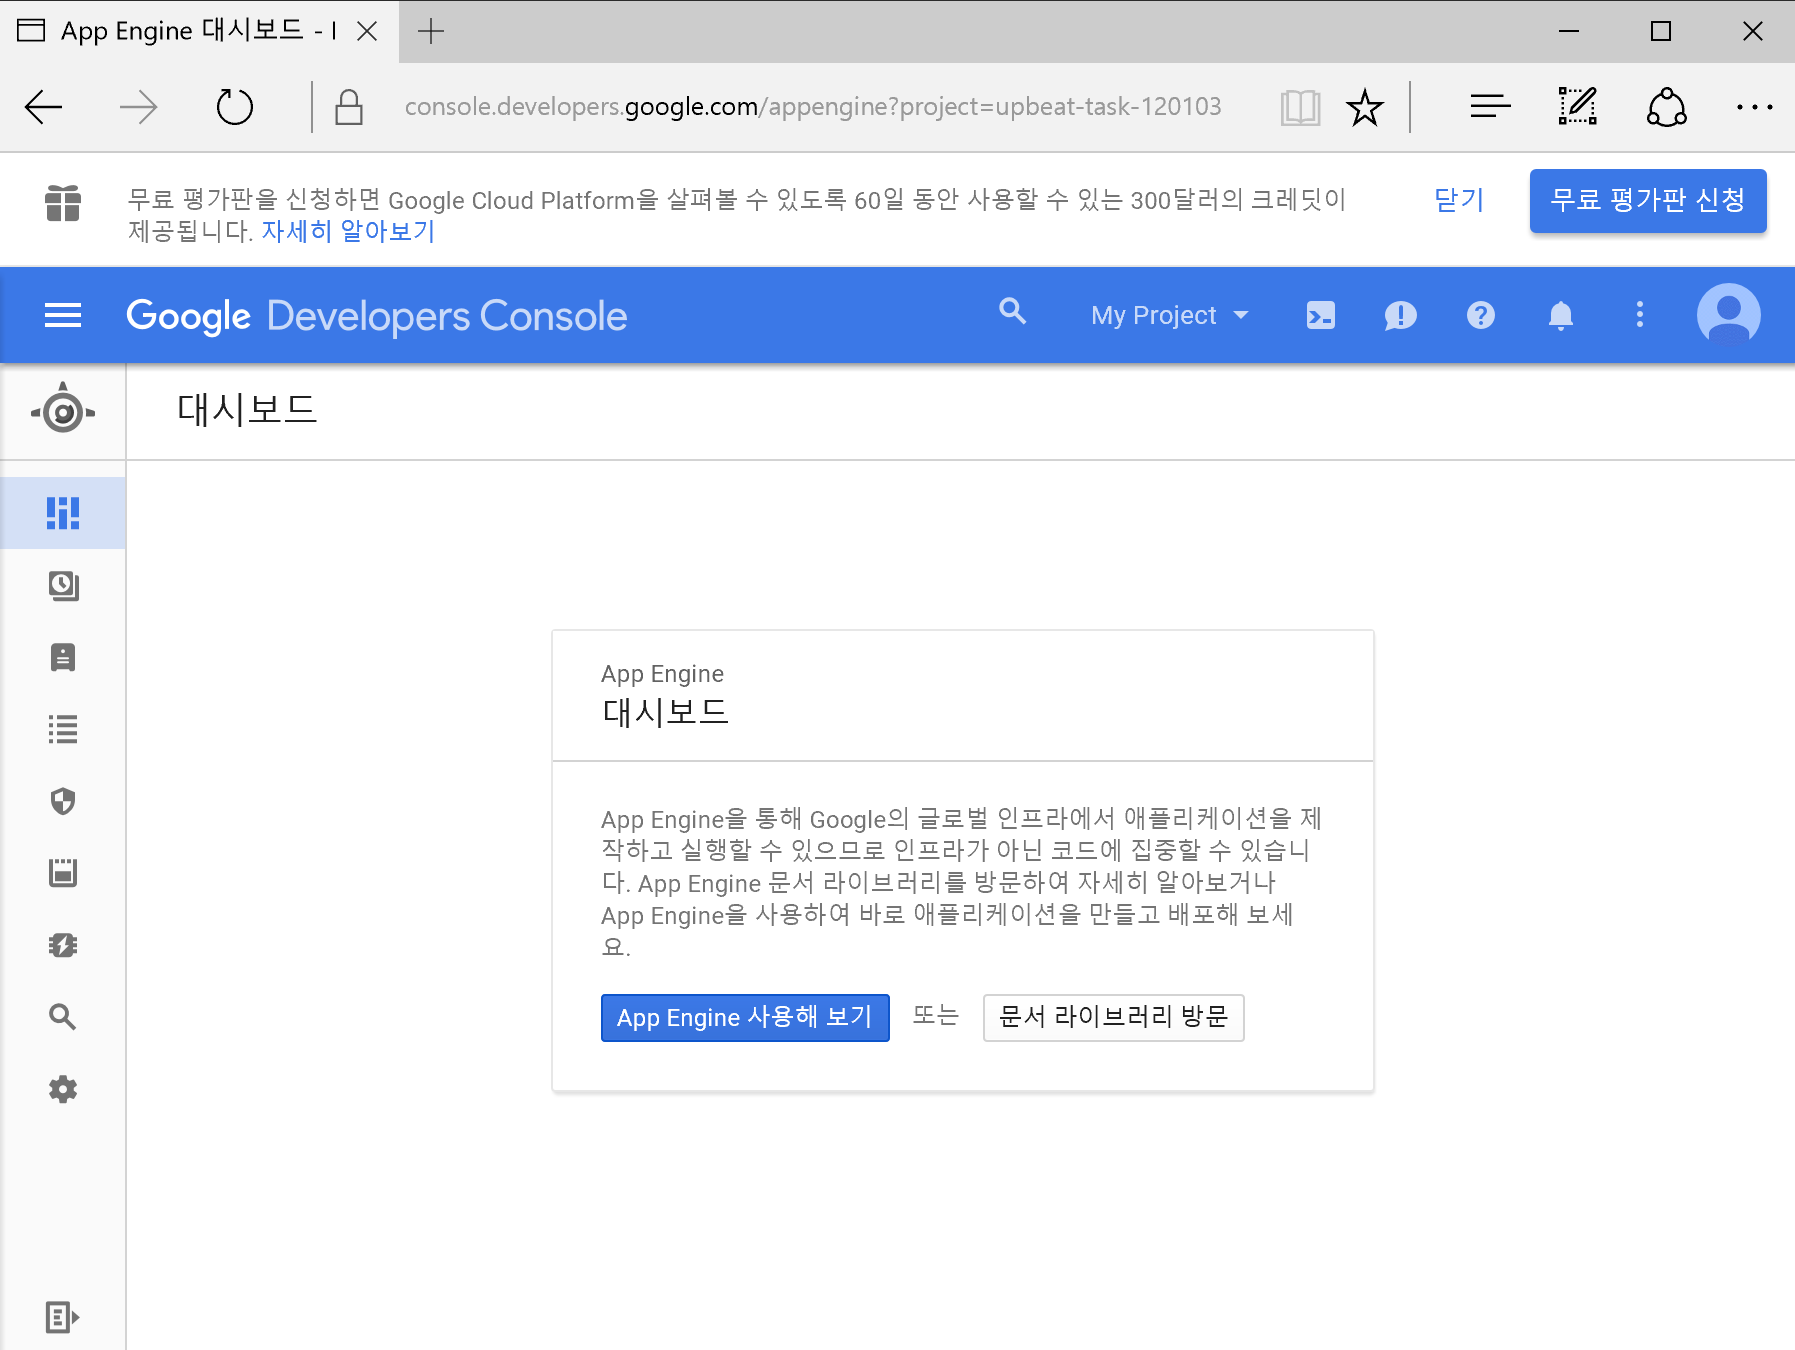 App Engine 대시보드 - I
console.developers.google.com/appengine?project=upbeat-task-120103
무료 평가판을 신청하면 Google Cloud Platform을 살펴볼 수 있도록 60일 동안 사용할 수 있는 300달러의 크레딧이
제공됩니다. 자세히 알아보기
닫기
무료 평가판 신청
Google Developers Console
My Project
대시보드
App Engine
대시보드
App Engine을 통해 Google의 글로벌 인프라에서 애플리케이션을 제
작하고 실행할 수 있으므로 인프라가 아닌 코드에 집중할 수 있습니
다. App Engine 문서 라이브러리를 방문하여 자세히 알아보거나
App Engine을 사용하여 바로 애플리케이션을 만들고 배포해 보세
요.
App Engine 사용해 보기 또는 문서 라이브러리 방문